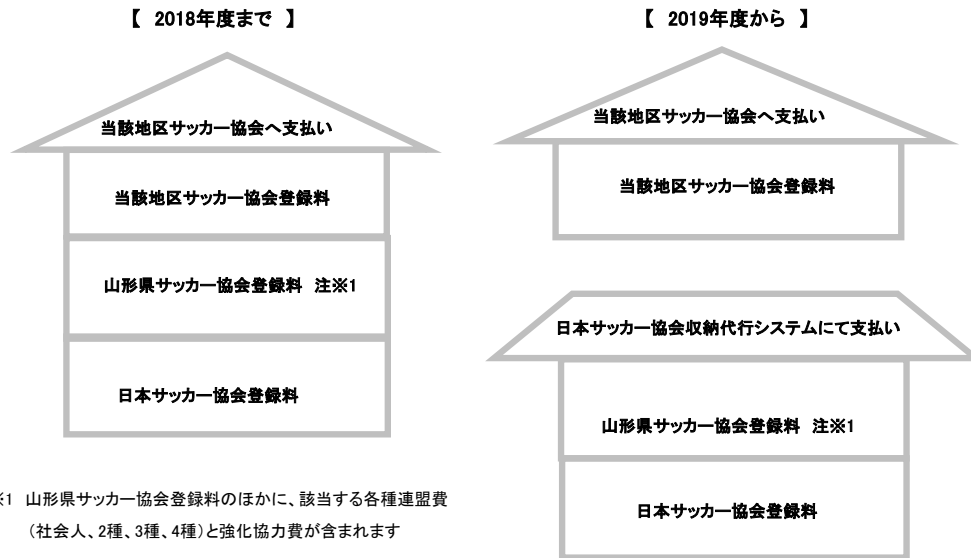 【 2018年度まで 】
当該地区サッカー協会へ支払い
当該地区サッカー協会登録料
山形県サッカー協会登録料 注※1
日本サッカー協会登録料
※1 山形県サッカー協会登録料のほかに、該当する各種連盟費
（社会人、2種、3種、4種）と強化協力費が含まれます
【 2019年度から 】
当該地区サッカー協会へ支払い
当該地区サッカー協会登録料
日本サッカー協会収納代行システムにて支払い
山形県サッカー協会登録料 注※1
日本サッカー協会登録料